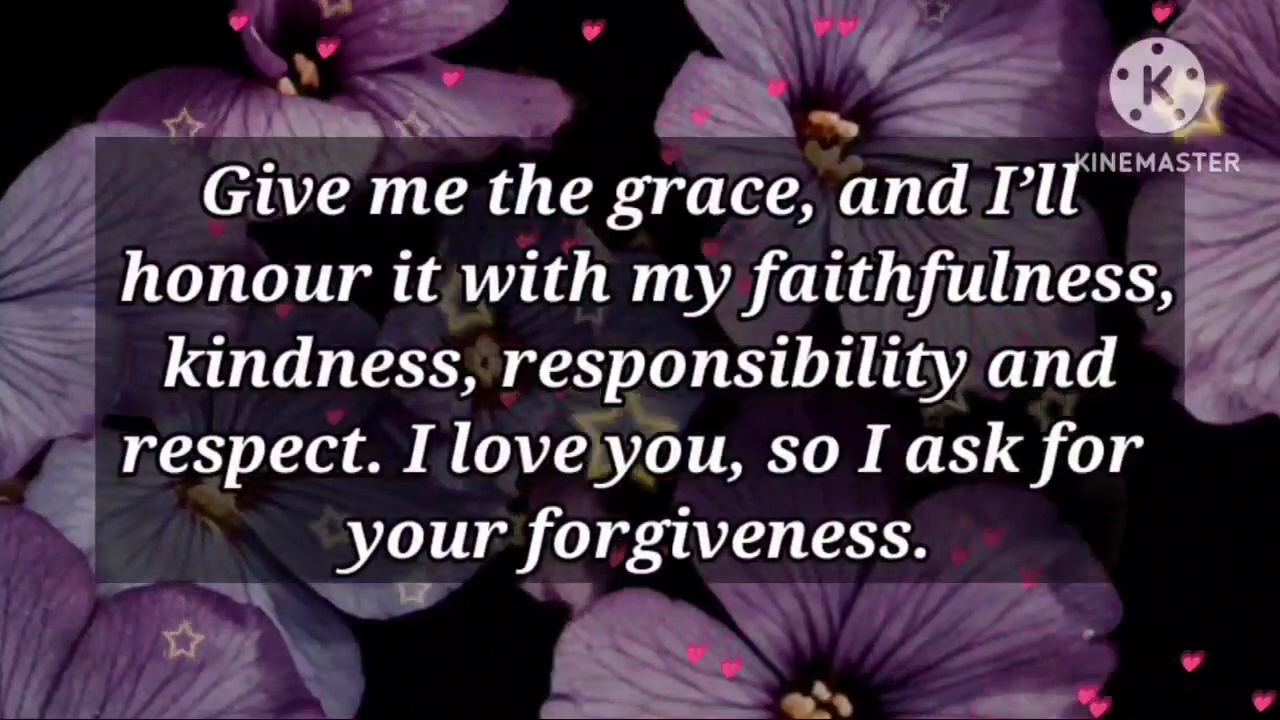 Give me the grace, and I’ll
KINEMASTER
honour it with my faithfulness,
kindness, responsibility and
respect. I love you, so I ask for
your forgiveness.